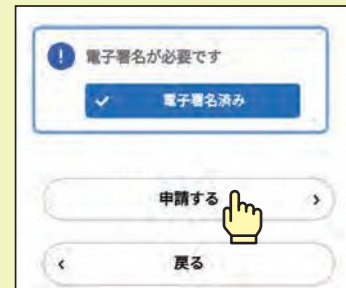 電子署名が必要です
電子署名済み
申請する
戻る